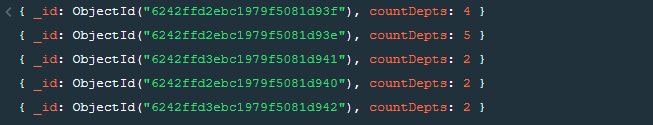 { _id: ObjectId("6242ffd2ebc1979f5081d93f"), countDepts: 4 }
{ _id: ObjectId("6242ffd2ebc1979f5081d93e"), countDepts: 5 }
{ _id: ObjectId("6242ffd3ebc1979f5081d941"), countDepts: 2 }
{ _id: ObjectId("6242ffd2ebc1979f5081d940"), countDepts: 2 }
{ _id: ObjectId("6242ffd3ebc1979f5081d942"), countDepts: 2 }